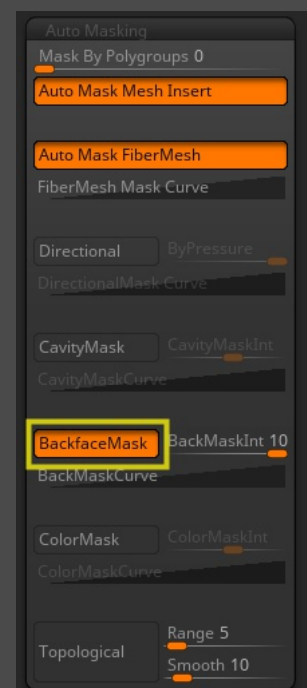 Auto Masking
Mask By Polygroups 0
Auto Mask Mesh Insert
Auto Mask FiberMesh
FiberMesh Mask Curve
Directional ByPressure
DirectionalMask Curve
CavityMask CavityMaskInt
CavityMaskCurve
BackfaceMask BackMaskInt 10
BackMaskCurve
ColorMask ColorMaskInt
ColorMaskCurve
Range 5
Topological
Smooth 10